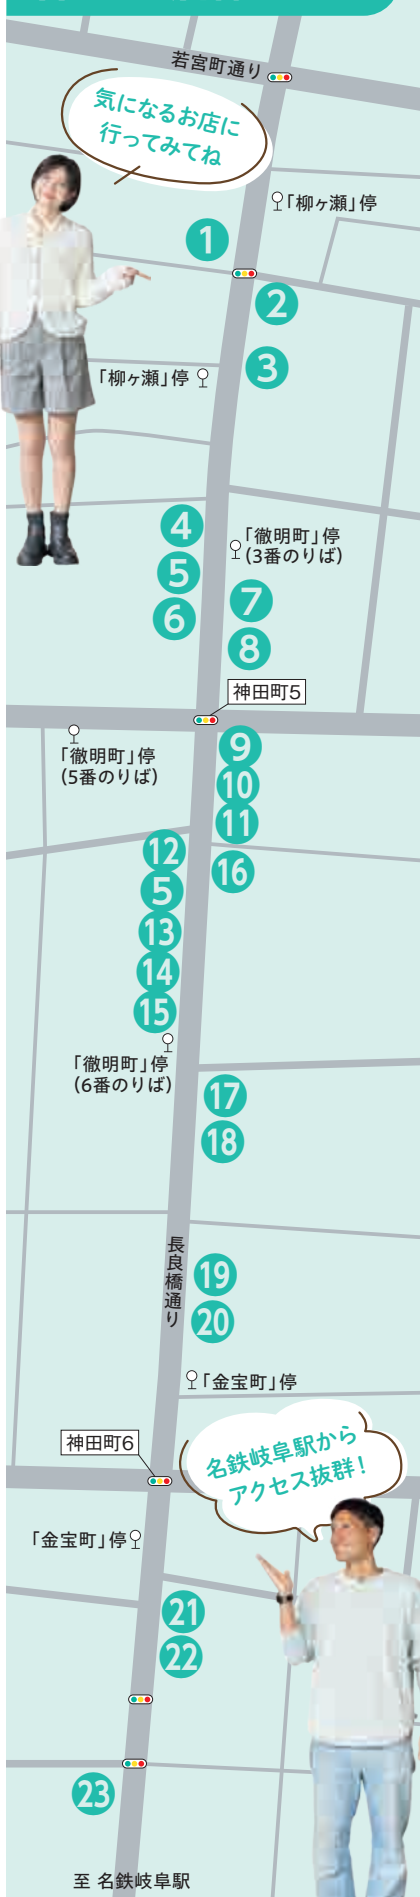 若宮町通り
気になるお店に
行ってみてね
「柳ヶ瀬」停
1
2
「柳ヶ瀬」停
3
4
「徹明町」停
(3番のりば)
5
7
6
8
神田町5
「徹明町」停
(5番のりば)
9
10
11
12
16
5
13
14
15
「徹明町」停
(6番のりば)
17
18
長良橋通り
19
20
「金宝町」停
神田町6
名鉄岐阜駅から
アクセス抜群!
「金宝町」停
21
22
23
至 名鉄岐阜駅